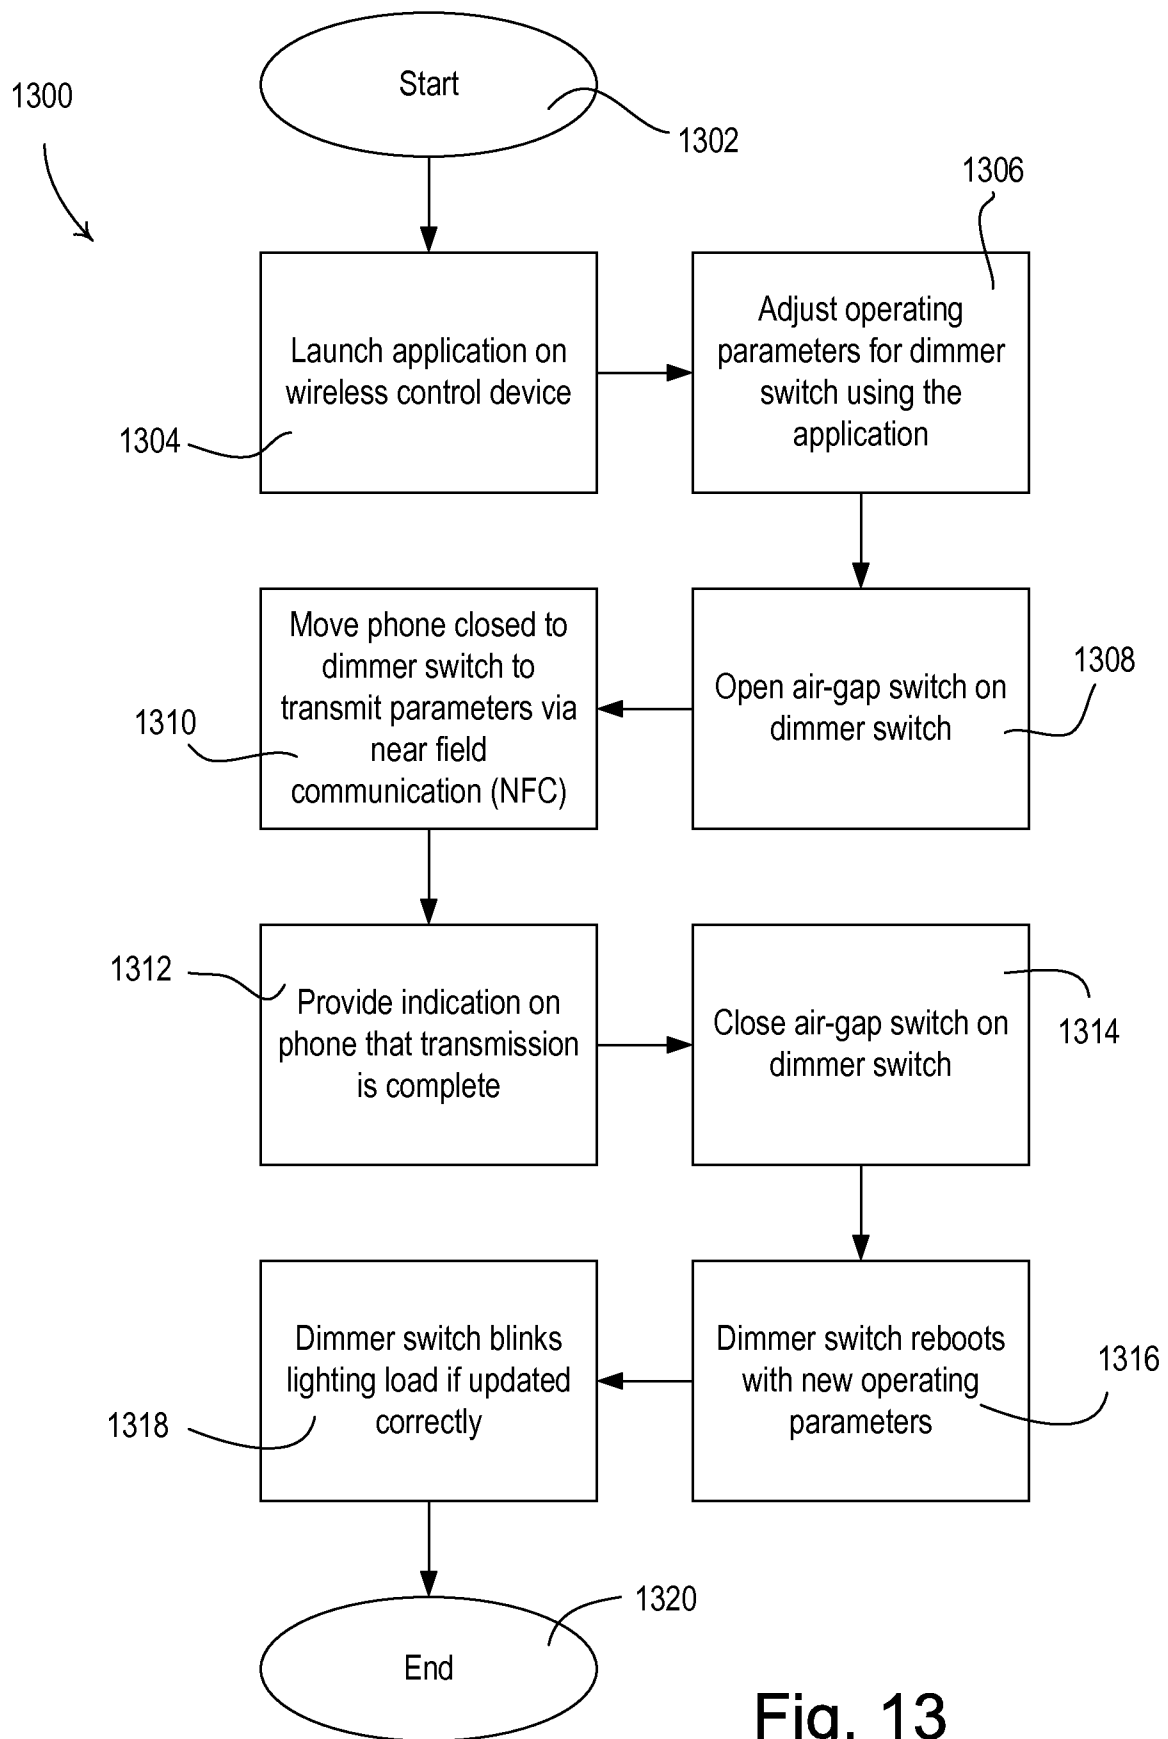 Start
1300
1302
1306
Launch application on
wireless control device
1304
Adjust operating
parameters for dimmer
switch using the
application
Open air-gap switch on
dimmer switch
1308
Move phone closed to
dimmer switch to
transmit parameters via
near field
communication (NFC)
1310
1312
Provide indication on
phone that transmission
is complete
Close air-gap switch on
dimmer switch
1314
Dimmer switch reboots
with new operating
parameters
1316
Dimmer switch blinks
lighting load if updated
correctly
1318
1320
End
Fig. 13